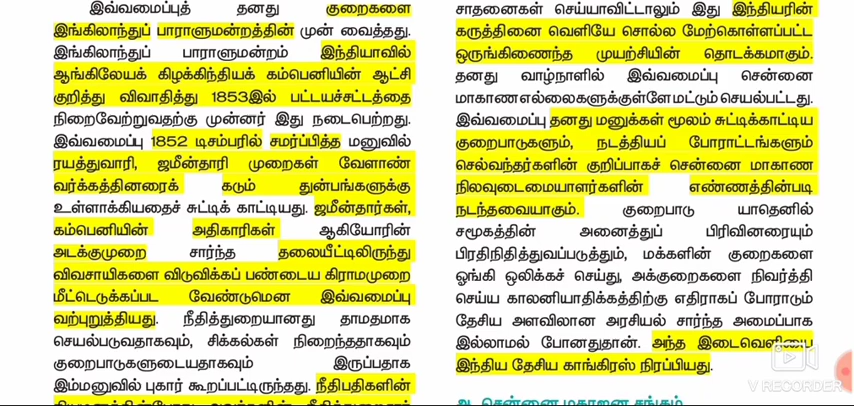 இவ்வமைப்புத் தனது குறைகளை
இங்கிலாந்துப் பாராளுமன்றத்தின் முன் வைத்தது.
இங்கிலாந்துப் பாராளுமன்றம் இந்தியாவில்
ஆங்கிலேயக் கிழக்கிந்தியக் கம்பெனியின் ஆட்சி
குறித்து விவாதித்து 1853இல் பட்டயச்சட்டத்தை
நிறைவேற்றுவதற்கு முன்னர் இது நடைபெற்றது.
இவ்வமைப்பு 1852 டிசம்பரில் சமர்ப்பித்த மனுவில்
ரயத்துவாரி, ஜமீன்தாரி முறைகள் வேளாண்
வர்க்கத்தினரைக் கடும் துன்பங்களுக்கு
உள்ளாக்கியதைச் சுட்டிக் காட்டியது. ஜமீன்தார்கள்,
கம்பெனியின் அதிகாரிகள் ஆகியோரின்
அடக்குமுறை சார்ந்த தலையீட்டிலிருந்து
விவசாயிகளை விடுவிக்கப் பண்டைய கிராமமுறை
மீட்டெடுக்கப்பட வேண்டுமென இவ்வமைப்பு
வற்புறுத்தியது. நீதித்துறையானது தாமதமாக
செயல்படுவதாகவும், சிக்கல்கள் நிறைந்ததாகவும்
குறைபாடுகளுடையதாகவும் இருப்பதாக
இம்மனுவில் புகார் கூறப்பட்டிருந்தது. நீதிபதிகளின்
சாதனைகள் செய்யாவிட்டாலும் இது இந்தியரின்
கருத்தினை வெளியே சொல்ல மேற்கொள்ளப்பட்ட
ஒருங்கிணைந்த முயற்சியின் தொடக்கமாகும்.
தனது வாழ்நாளில் இவ்வமைப்பு சென்னை
மாகாண எல்லைகளுக்குள்ளே மட்டும் செயல்பட்டது.
இவ்வமைப்பு தனது மனுக்கள் மூலம் சுட்டிக்காட்டிய
குறைபாடுகளும், நடத்தியப் போராட்டங்களும்
செல்வந்தர்களின் குறிப்பாகச் சென்னை மாகாண
நிலவுடைமையாளர்களின் எண்ணத்தின்படி
நடந்தவையாகும். குறைபாடு யாதெனில்
சமூகத்தின் அனைத்துப் பிரிவினரையும்
பிரதிநிதித்துவப்படுத்தும், மக்களின் குறைகளை
ஓங்கி ஒலிக்கச் செய்து, அக்குறைகளை நிவர்த்தி
செய்ய காலனியாதிக்கத்திற்கு எதிராகப் போராடும்
தேசிய அளவிலான அரசியல் சார்ந்த அமைப்பாக
இல்லாமல் போனதுதான். அந்த இடைவெளியை
இந்திய தேசிய காங்கிரஸ் நிரப்பியது.
ஆ. சென்னை மகாஜன சங்கம்
V RECORDER